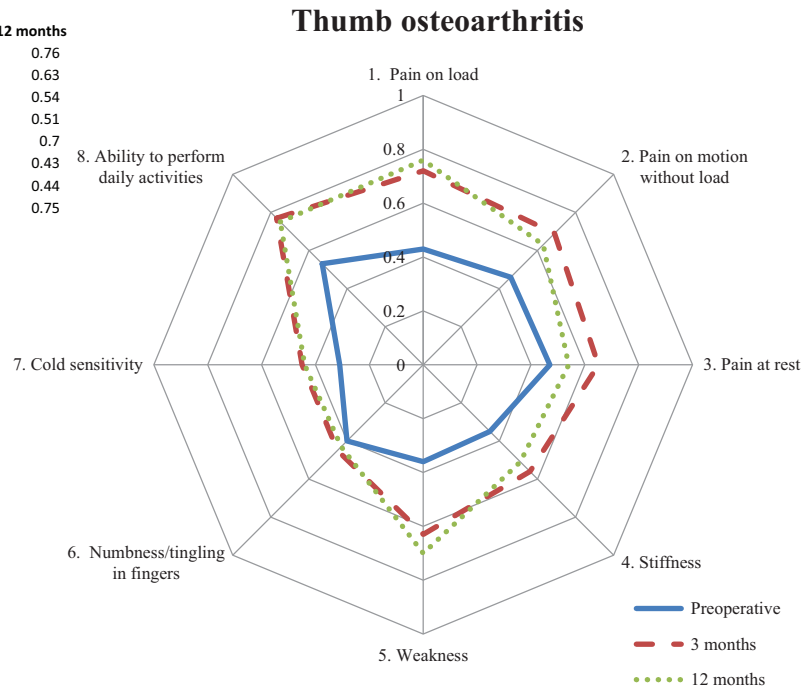 Thumb osteoarthritis
12 months
0.76
0.63
0.54
0.51
0.7
0.43
0.44
0.75
1. Pain on load
1
0.8
0.6
0.4
0.2
0
2. Pain on motion
without load
3. Pain at rest
4. Stiffness
5. Weakness
6. Numbness/tingling
in fingers
7. Cold sensitivity
8. Ability to perform
daily activities
Preoperative
3 months
12 months